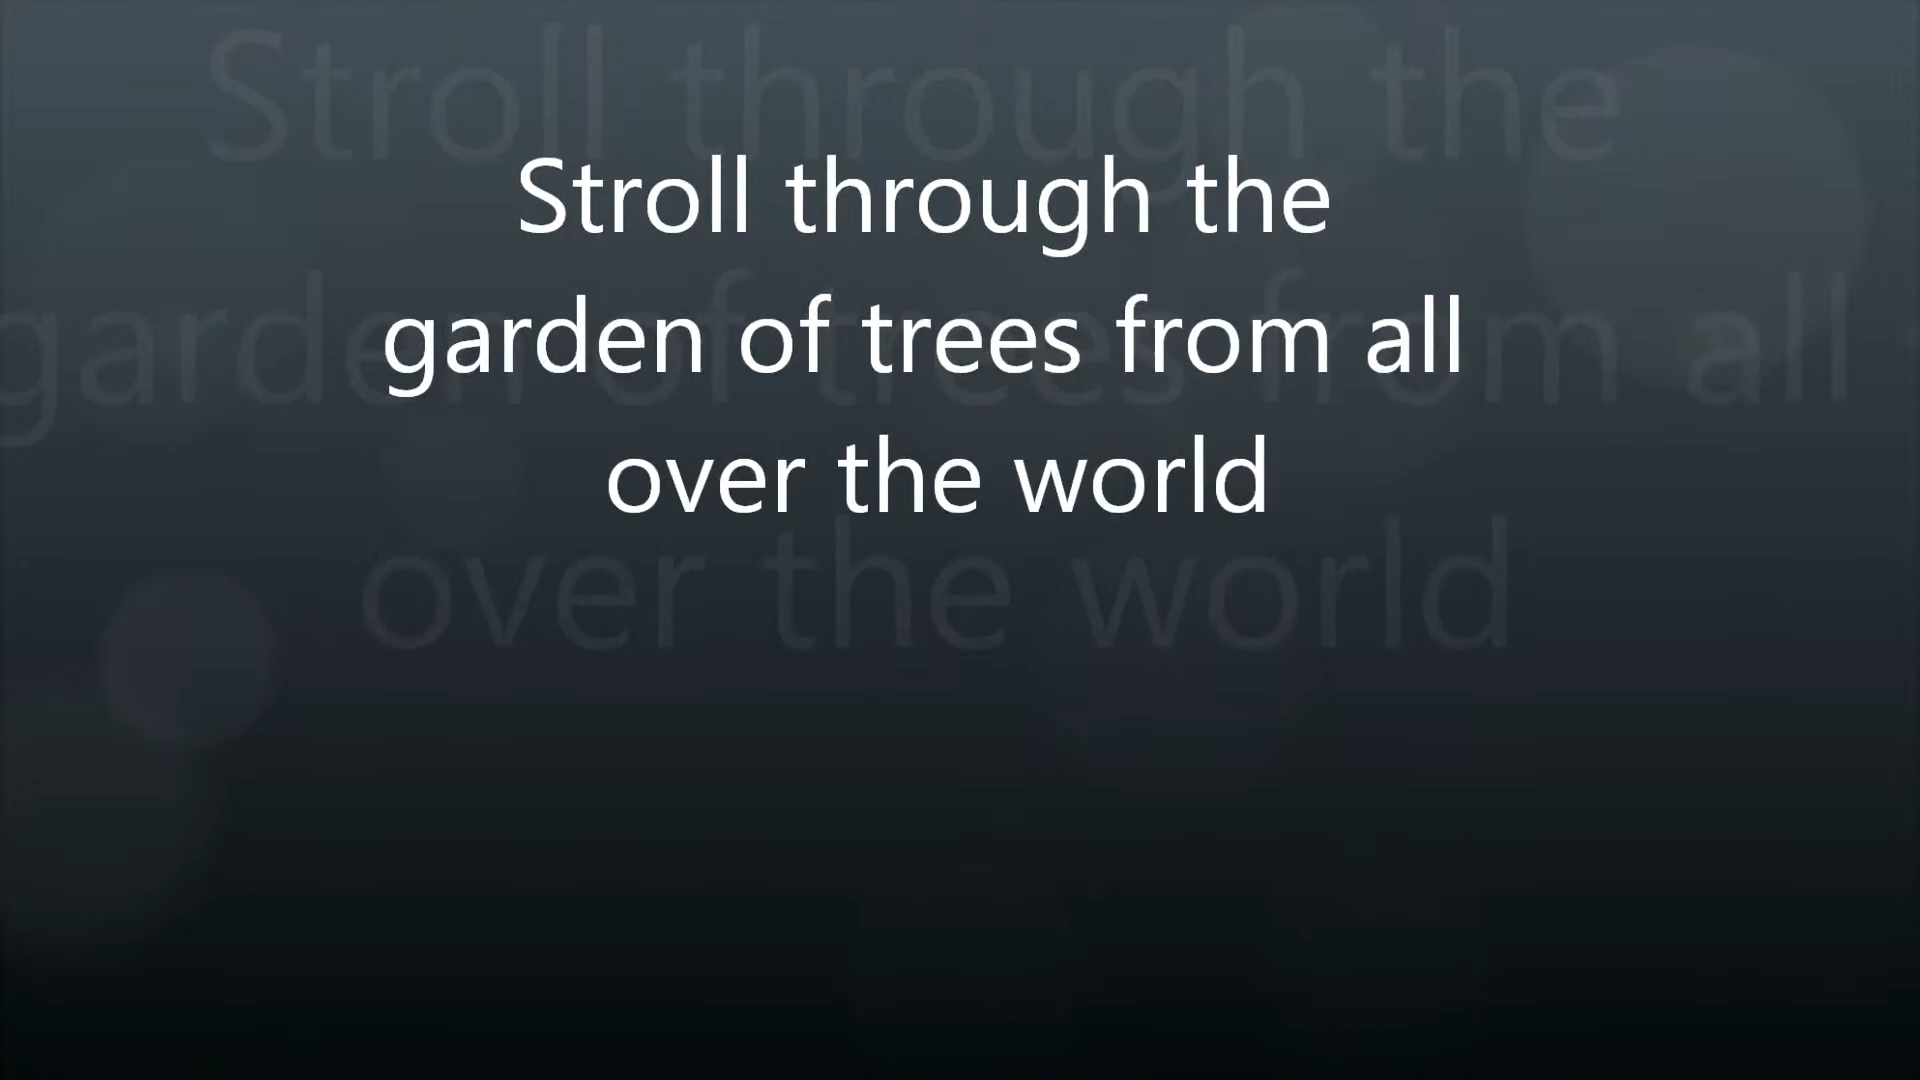 Stroll through the
garden of trees from all
over the world